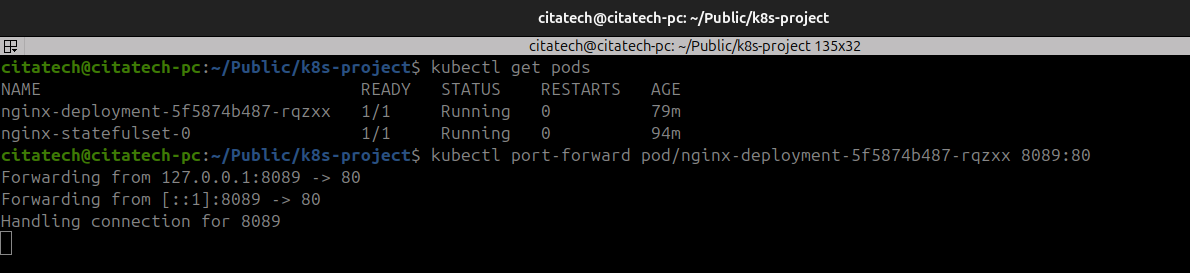 citatech@citatech-pc: ~/Public/k8s-project
citatech@citatech-pc: ~/Public/k8s-project 135x32
citatech@citatech-pc:~/Public/k8s-project$ kubectl get pods
NAME READY STATUS RESTARTS AGE
nginx-deployment-5f5874b487-rqzxx 1/1 Running 0 79m
nginx-statefulset-0 1/1 Running 0 94m
citatech@citatech-pc:~/Public/k8s-project$ kubectl port-forward pod/nginx-deployment-5f5874b487-rqzxx 8089:80
Forwarding from 127.0.0.1:8089 -> 80
Forwarding from [::1]:8089 -> 80
Handling connection for 8089